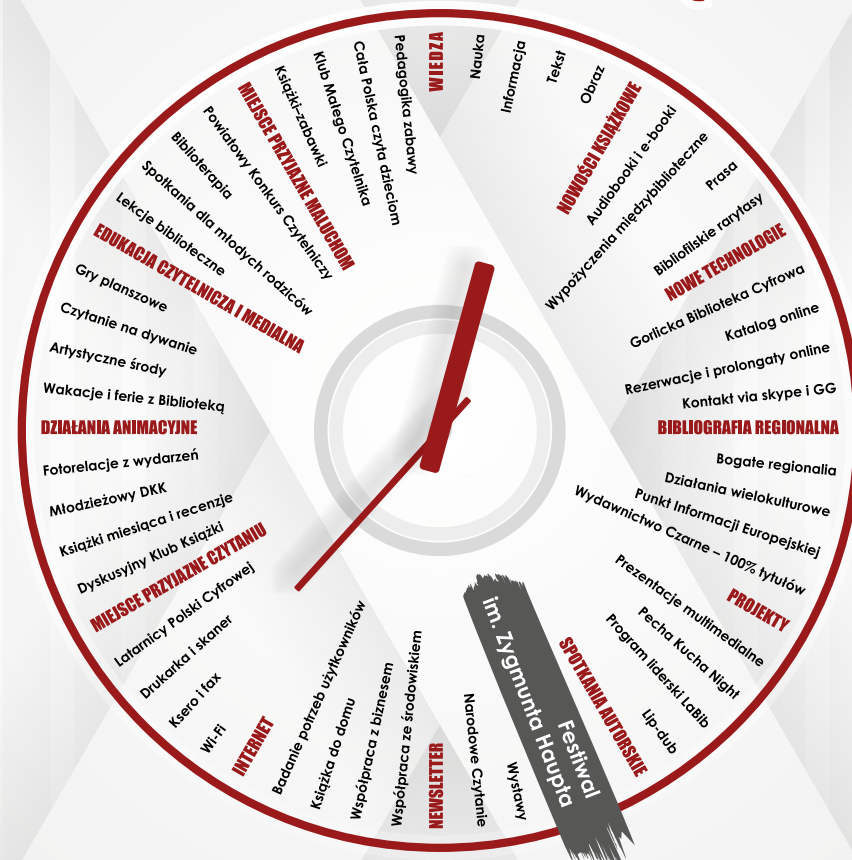 WIEDZA
Nauka
Informacja
Tekst
Obraz
NOWOŚCI KSIĄŻKOWE
Audiobooki i e-booki
Wypożyczenia międzybiblioteczne
Prasa
Bibliofilskie rarytasy
NOWE TECHNOLOGIE
Gorlicka Biblioteka Cyfrowa
Katalog online
Rezerwacje i prolongaty online
Kontakt via skype i GG
BIBLIOGRAFIA REGIONALNA
Bogate regionalia
Działania wielokulturowe
Punkt Informacji Europejskiej
Wydawnictwo Czarne – 100% tytułów
PROJEKTY
Prezentacje multimedialne
Pecha Kucha Night
Program liderski LaBib
Lip-dub
SPOTKANIA AUTORSKIE
Festiwal
im. Zygmunta Haupta
Wystawy
Narodowe Czytanie
NEWSLETTER
Współpraca ze środowiskiem
Współpraca z biznesem
Książka do domu
Badanie potrzeb użytkowników
INTERNET
Wi-Fi
Ksero i fax
Drukarka i skaner
Latarnicy Polski Cyfrowej
MIEJSCE PRZYJAZNE CZYTANIU
Dyskusyjny Klub Książki
Książki miesiąca i recenzje
Młodzieżowy DKK
Fotorelacje z wydarzeń
DZIAŁANIA ANIMACYJNE
Wakacje i ferie z Biblioteką
Artystyczne środy
Czytanie na dywanie
Gry planszowe
EDUKACJA CZYTELNICZA I MEDIALNA
Lekcje biblioteczne
Spotkania dla młodych rodziców
Biblioterapia
Powiatowy Konkurs Czytelniczy
MIEJSCE PRZYJAZNE MALUCHOM
Książki-zabawki
Klub Małego Czytelnika
Cała Polska czyta dzieciom
Pedagogika zabawy